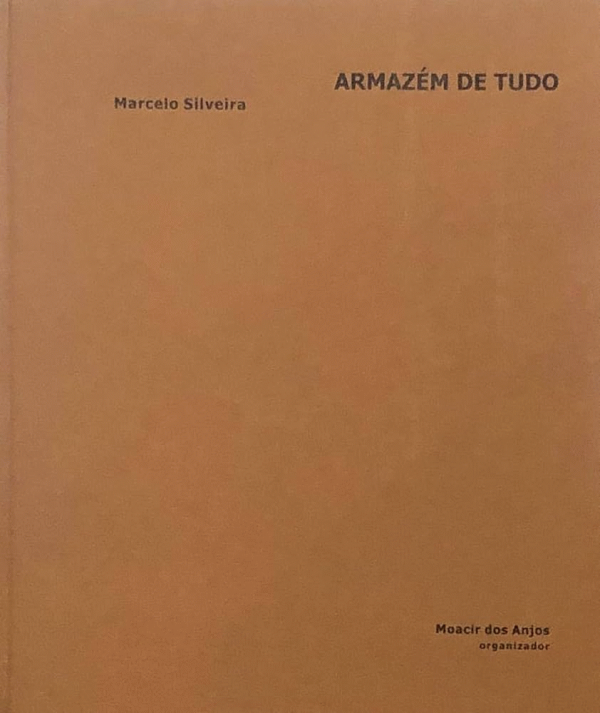 ARMAZÉM DE TUDO
Marcelo Silveira
Moacir dos Anjos
organizador